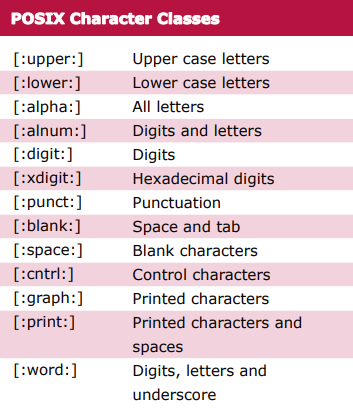 POSIX Character Classes
[:upper:] Upper case letters
[:lower:] Lower case letters
[:alpha:] All letters
[:alnum:] Digits and letters
[:digit:] Digits
[:xdigit:] Hexadecimal digits
[:punct:] Punctuation
[:blank:] Space and tab
[:space:] Blank characters
[:cntrl:] Control characters
[:graph:] Printed characters
[:print:] Printed characters and
spaces
[:word:] Digits, letters and
underscore